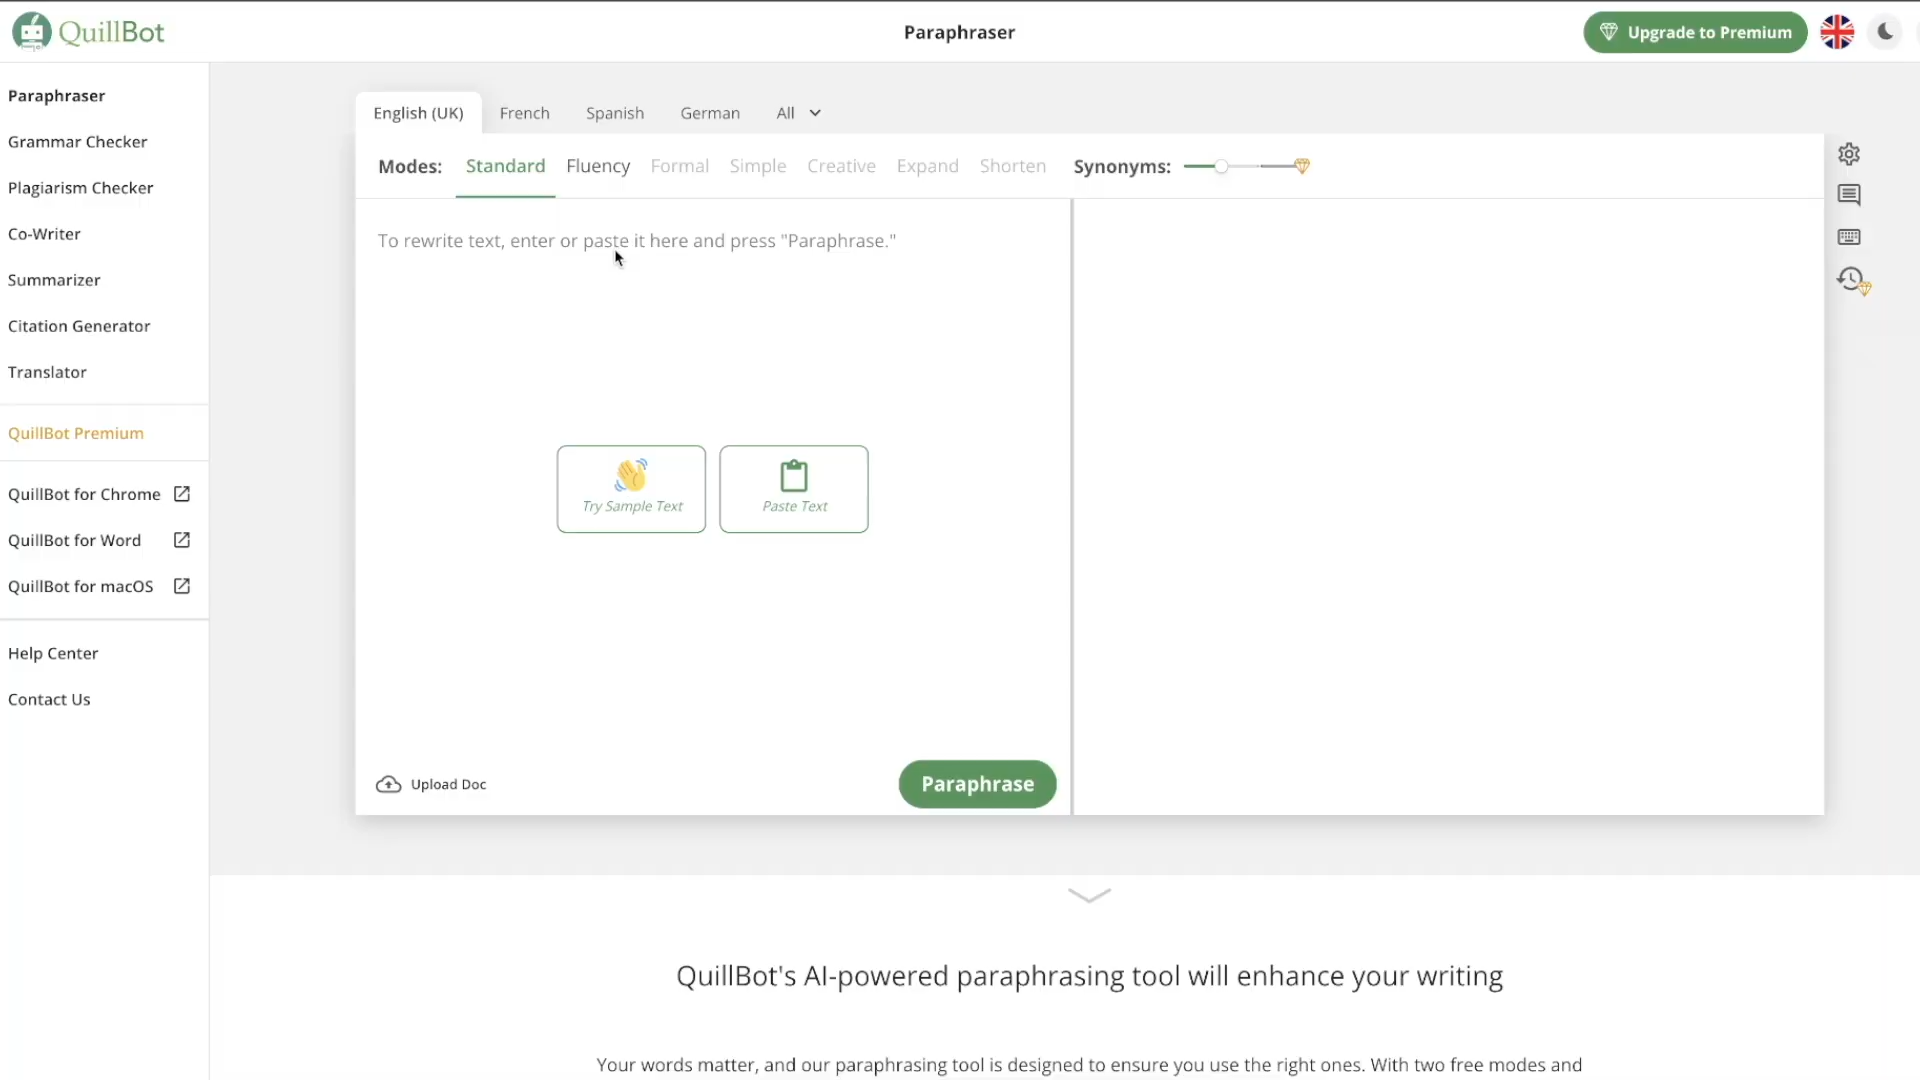 QuillBot
Paraphraser
Upgrade to Premium
Paraphraser
Grammar Checker
Plagiarism Checker
Co-Writer
Summarizer
Citation Generator
Translator
QuillBot Premium
QuillBot for Chrome
QuillBot for Word
QuillBot for macOS
Help Center
Contact Us
English (UK) French Spanish German All
Modes: Standard Fluency Formal Simple Creative Expand Shorten Synonyms:
To rewrite text, enter or paste it here and press "Paraphrase."
Try Sample Text Paste Text
Upload Doc Paraphrase
QuillBot's AI-powered paraphrasing tool will enhance your writing
Your words matter, and our paraphrasing tool is designed to ensure you use the right ones. With two free modes and